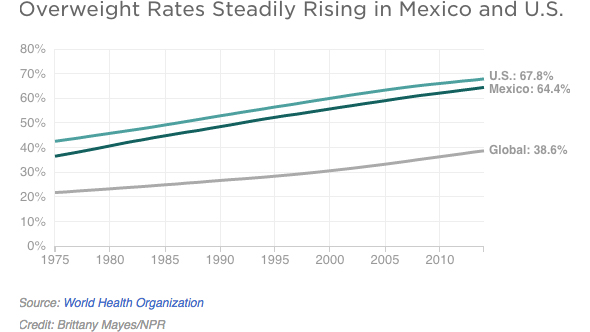 Overweight Rates Steadily Rising in Mexico and U.S.
80%
70%
60%
50%
40%
30%
20%
10%
0%
U.S.: 67.8%
Mexico: 64.4%
Global: 38.6%
1975 1980 1985 1990 1995 2000 2005 2010
Source: World Health Organization
Credit: Brittany Mayes/NPR